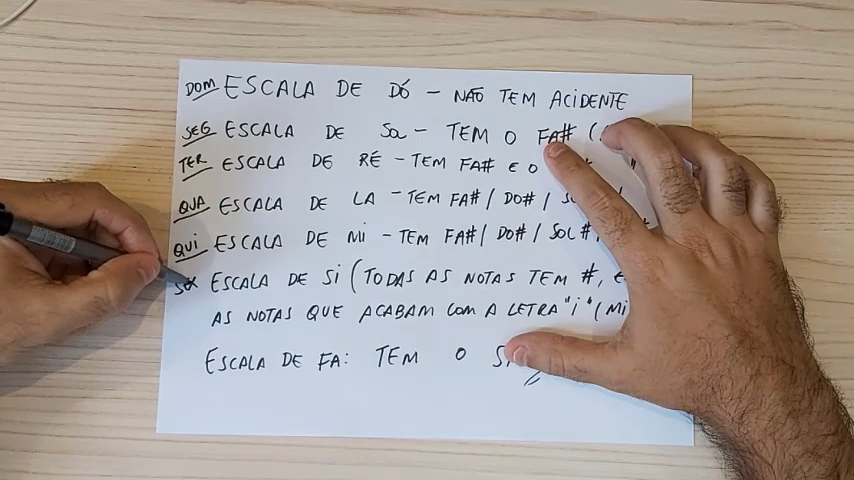 DOM ESCALA DE DÓ - NÃO TEM ACIDENTE
SEG ESCALA DE SOL - TEM O FA# (
TER ESCALA DE RÉ - TEM FA# E O
QUA ESCALA DE LA - TEM FA# / DO# /
QUI ESCALA DE MI - TEM FA# / DO# / SOL #
SEX ESCALA DE SI (TODAS AS NOTAS TEM #,
AS NOTAS QUE ACABAM COM A LETRA "i" (Mi
ESCALA DE FA: TEM O